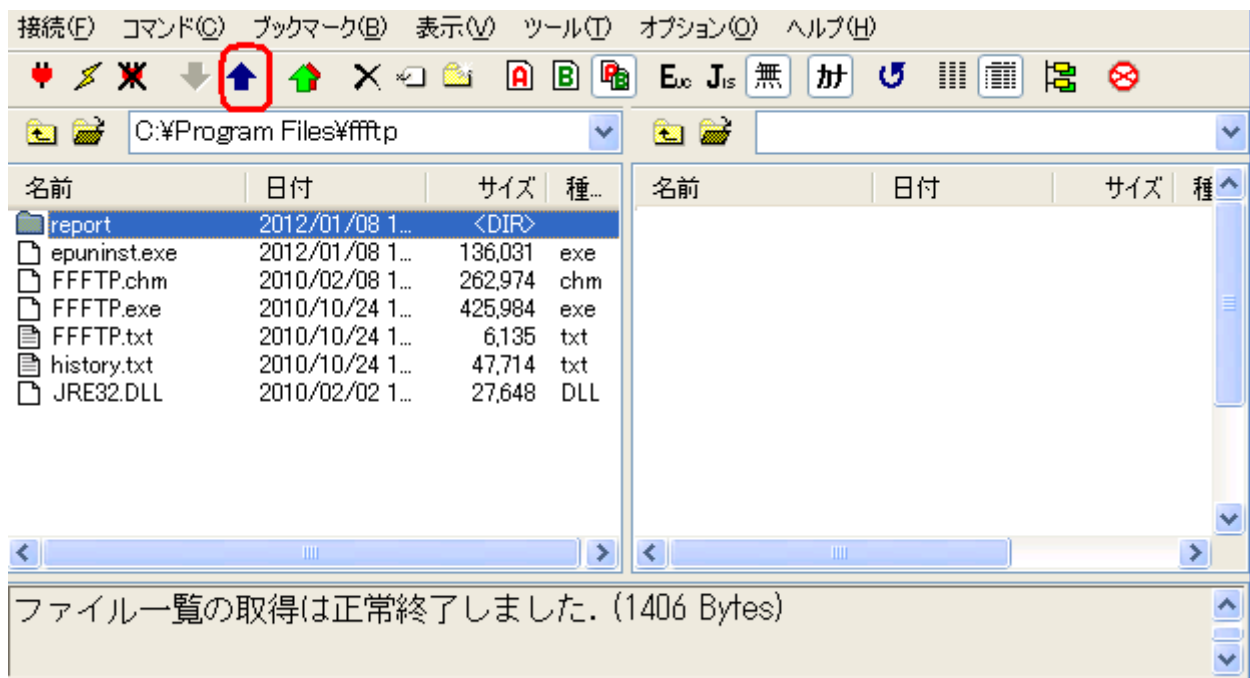 接続(F) コマンド(C) ブックマーク(B) 表示(V) ツール(T) オプション(O) ヘルプ(H)
A B P B Euc JIS 無 カナ
C:¥Program Files¥ffftp
名前 日付 サイズ 種... 名前 日付 サイズ 種
report 2012/01/08 1... <DIR>
epuninst.exe 2012/01/08 1... 136,031 exe
FFFTP.chm 2010/02/08 1... 262,974 chm
FFFTP.exe 2010/10/24 1... 425,984 exe
FFFTP.txt 2010/10/24 1... 6,135 txt
history.txt 2010/10/24 1... 47,714 txt
JRE32.DLL 2010/02/02 1... 27,648 DLL
ファイル一覧の取得は正常終了しました. (1406 Bytes)